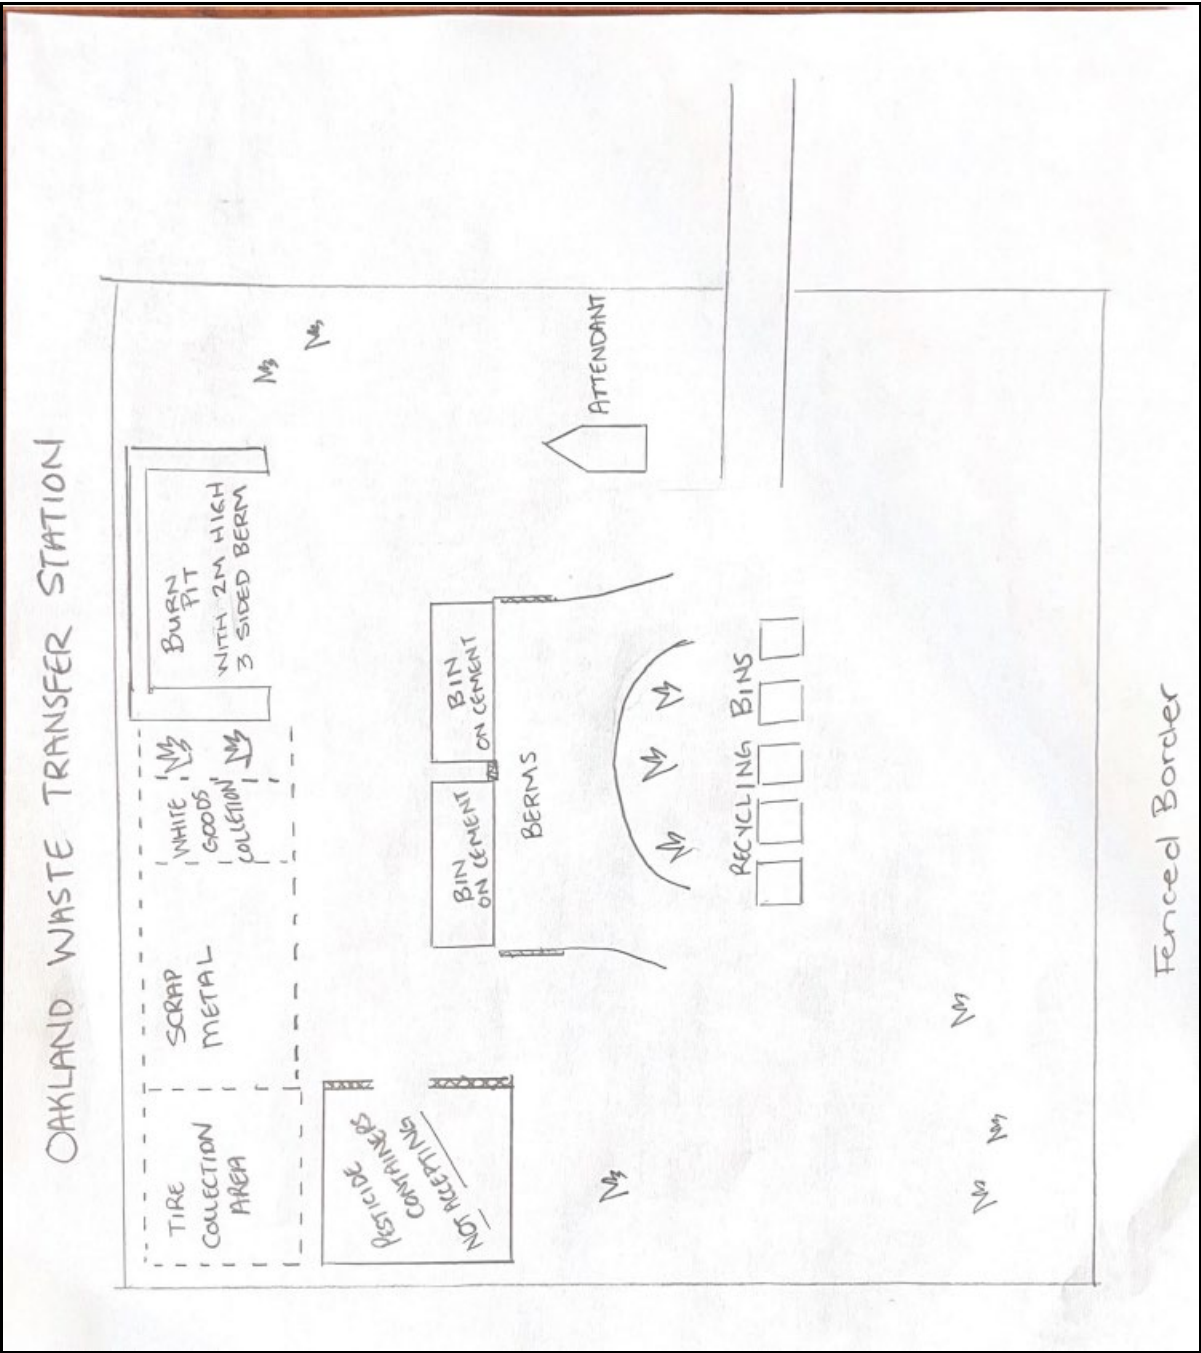 OAKLAND WASTE TRANSFER STATION
TIRE
COLLECTION
AREA
SCRAP
METAL
WHITE
GOODS
COLLETION
BURN
PIT
WITH 2M HIGH
3 SIDED BERM
PESTICIDE
CONTAINERS
NOT ACCEPTING
BIN
ON CEMENT
BIN
ON CEMENT
BERMS
ATTENDANT
RECYCLING BINS
Fenced Border